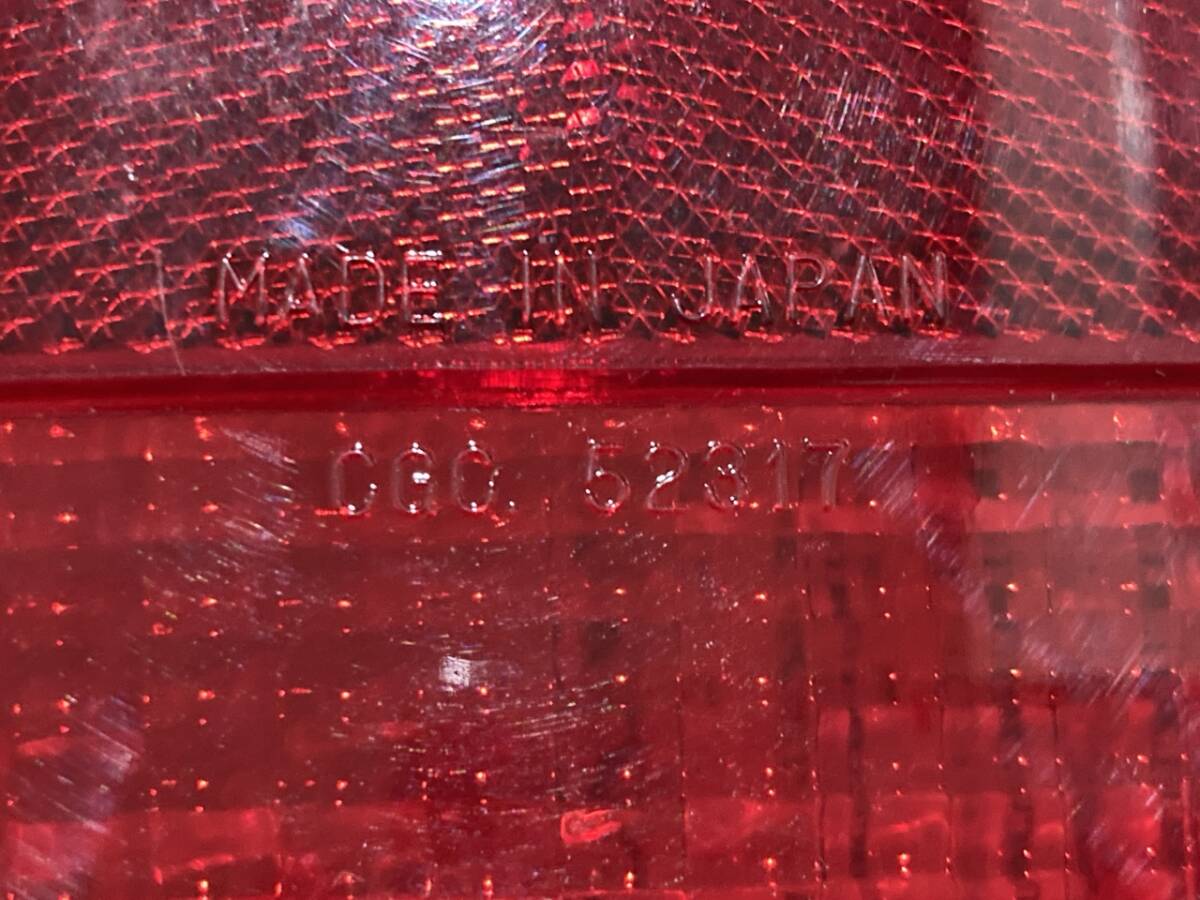 MADE IN JAPAN
CGC. 52317